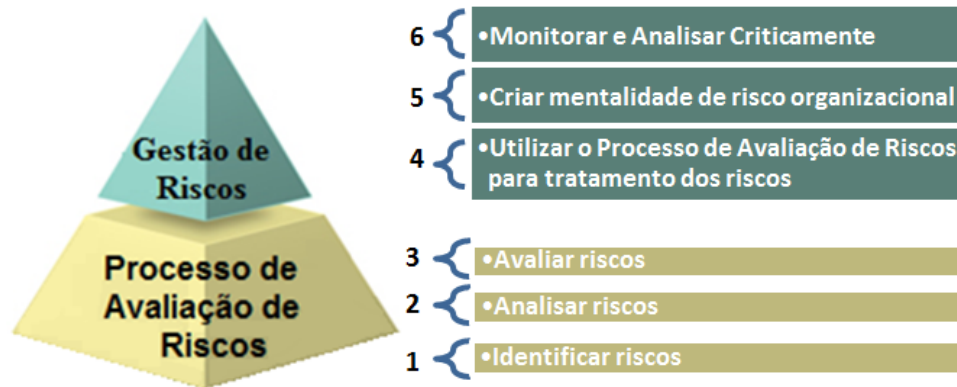 Gestão de
Riscos
Processo de
Avaliação de
Riscos
6 •Monitorar e Analisar Criticamente
5 •Criar mentalidade de risco organizacional
4 •Utilizar o Processo de Avaliação de Riscos
para tratamento dos riscos
3 •Avaliar riscos
2 •Analisar riscos
1 •Identificar riscos